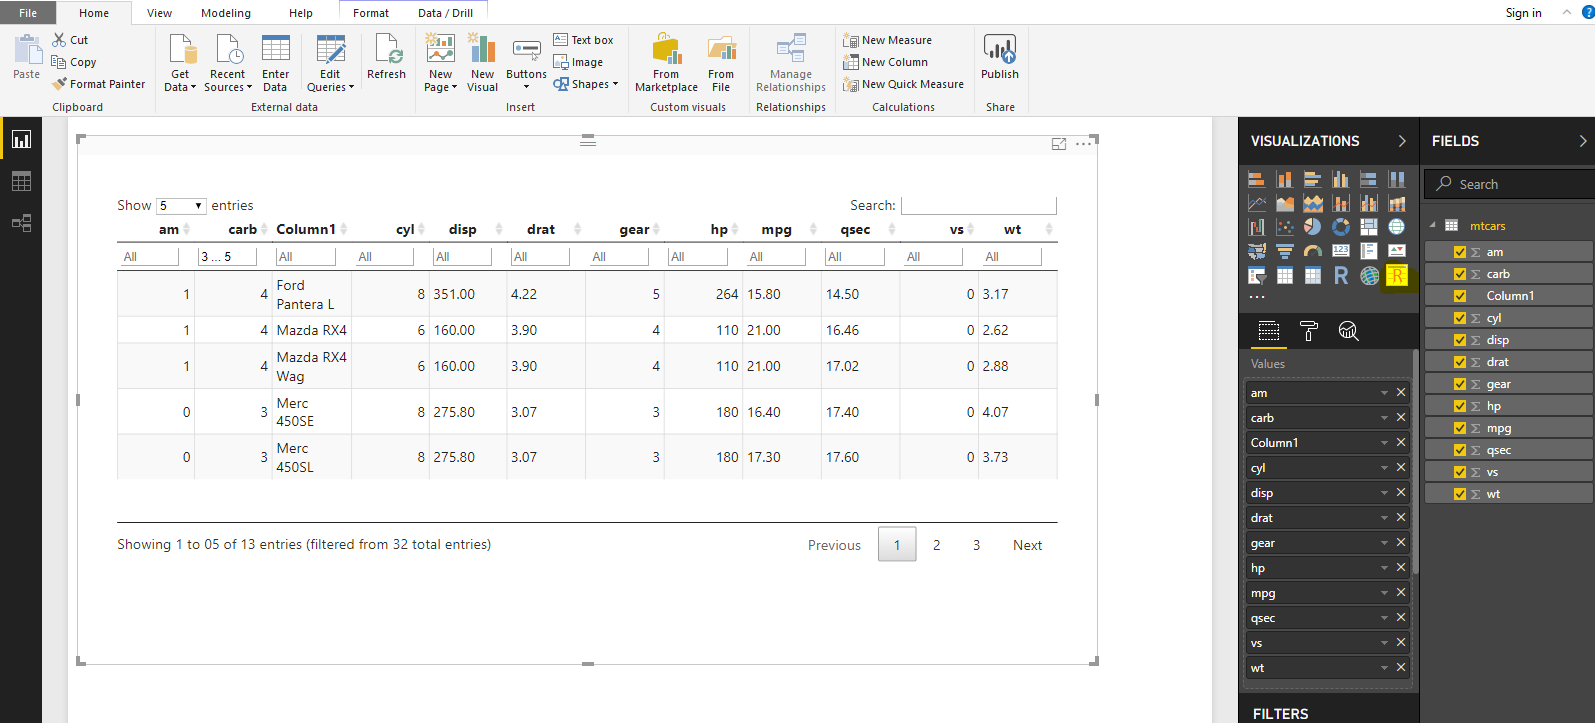 File Home View Modeling Help Format Data / Drill Sign in ?
Paste Cut Copy Format Painter
Clipboard
Get Data Recent Sources Enter Data Edit Queries Refresh
External data
New Page New Visual Buttons Text box Image Shapes
Insert
From Marketplace From File
Custom visuals
Manage Relationships
Relationships
New Measure New Column New Quick Measure
Calculations
Publish
Share
Show 5 entries Search:
am carb Column1 cyl disp drat gear hp mpg qsec vs wt
All 3 ... 5 All All All All All All All All All All
1 4 Ford Pantera L 8 351.00 4.22 5 264 15.80 14.50 0 3.17
1 4 Mazda RX4 6 160.00 3.90 4 110 21.00 16.46 0 2.62
1 4 Mazda RX4 Wag 6 160.00 3.90 4 110 21.00 17.02 0 2.88
0 3 Merc 450SE 8 275.80 3.07 3 180 16.40 17.40 0 4.07
0 3 Merc 450SL 8 275.80 3.07 3 180 17.30 17.60 0 3.73
Showing 1 to 05 of 13 entries (filtered from 32 total entries) Previous 1 2 3 Next
VISUALIZATIONS
123
R R
...
Values
am
carb
Column1
cyl
disp
drat
gear
hp
mpg
qsec
vs
wt
FILTERS
FIELDS
Search
mtcars
Σ am
Σ carb
Column1
Σ cyl
Σ disp
Σ drat
Σ gear
Σ hp
Σ mpg
Σ qsec
Σ vs
Σ wt